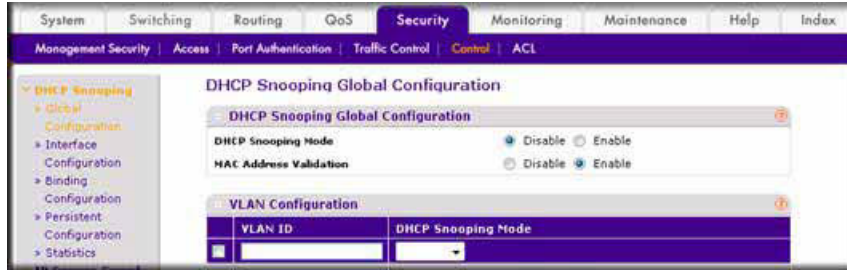 System Switching Routing QoS Security Monitoring Maintenance Help Index
Management Security | Access | Port Authentication | Traffic Control | Control | ACL
DHCP Snooping
» Global
Configuration
» Interface
Configuration
» Binding
Configuration
» Persistent
Configuration
» Statistics
DHCP Snooping Global Configuration
DHCP Snooping Global Configuration
DHCP Snooping Mode Disable Enable
MAC Address Validation Disable Enable
VLAN Configuration
VLAN ID DHCP Snooping Mode